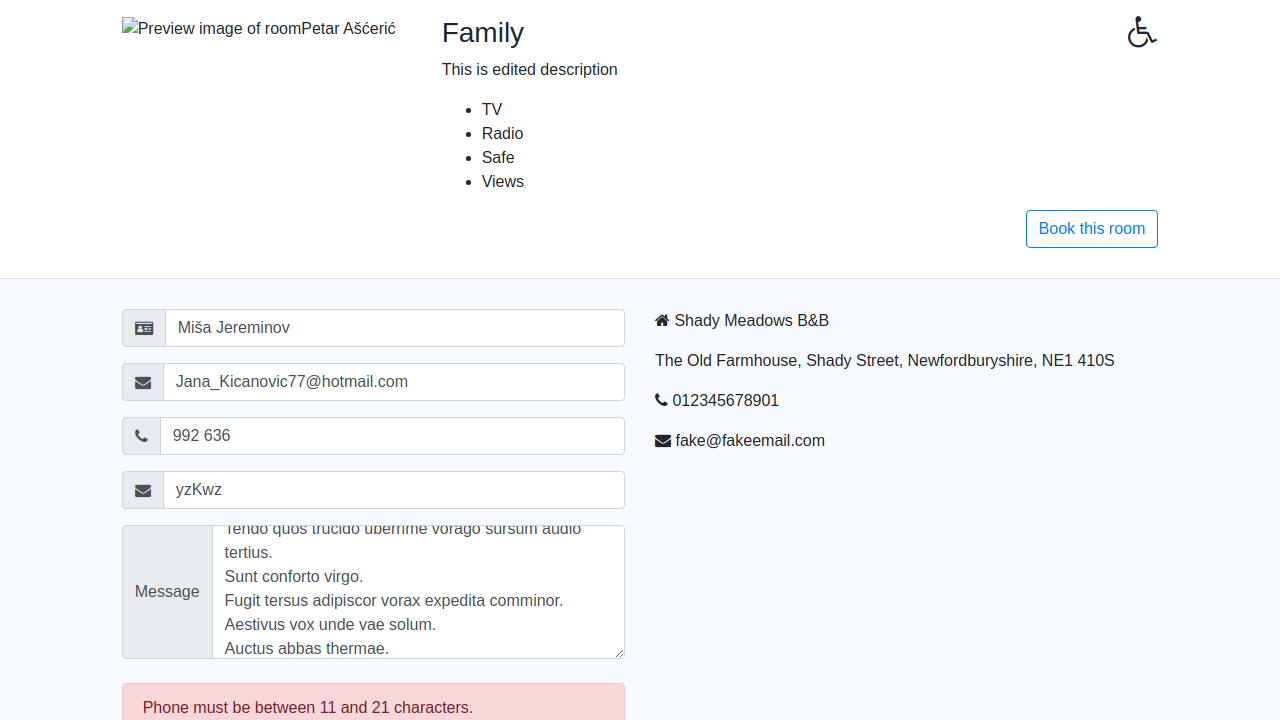 Preview image of roomPetar Ašćerić
Family
This is edited description
TV
Radio
Safe
Views
Book this room
Miša Jereminov
Jana_Kicanovic77@hotmail.com
992 636
yzKwz
Message
Tendo quos trucido uberrime vorago sursum audio
tertius.
Sunt conforto virgo.
Fugit tersus adipiscor vorax expedita comminor.
Aestivus vox unde vae solum.
Auctus abbas thermae.
Phone must be between 11 and 21 characters.
Shady Meadows B&B
The Old Farmhouse, Shady Street, Newfordburyshire, NE1 410S
012345678901
fake@fakeemail.com